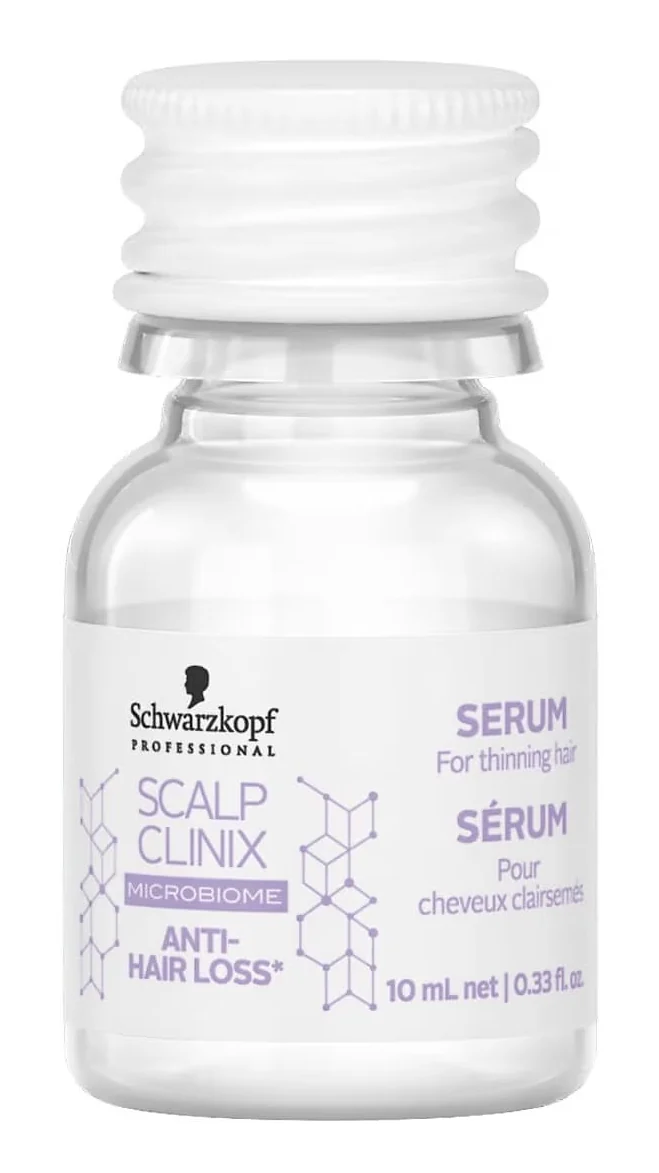 Schwarzkopf
PROFESSIONAL
SCALP
CLINIX
MICROBIOME
ANTI-
HAIR LOSS*
SERUM
For thinning hair
SÉRUM
Pour
cheveux clairsemés
10 mL net | 0.33 fl. oz.